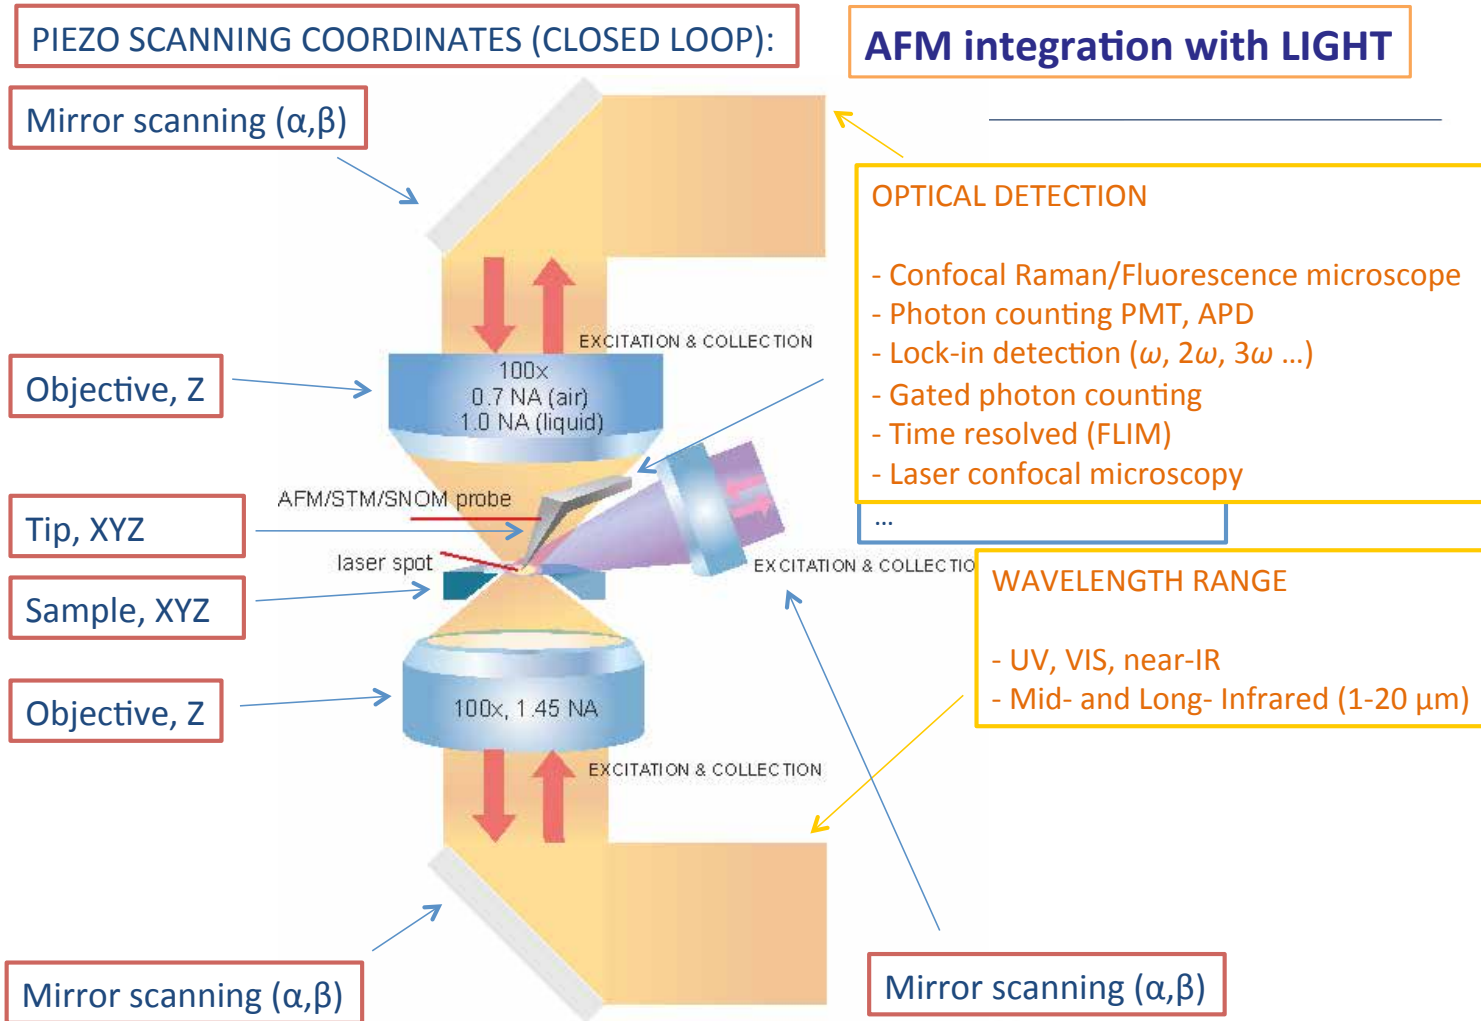 PIEZO SCANNING COORDINATES (CLOSED LOOP):
AFM integration with LIGHT
Mirror scanning (α,β)
OPTICAL DETECTION
- Confocal Raman/Fluorescence microscope
- Photon counting PMT, APD
- Lock-in detection (ω, 2ω, 3ω ...)
- Gated photon counting
- Time resolved (FLIM)
- Laser confocal microscopy
...
EXCITATION & COLLECTION
Objective, Z
100x
0.7 NA (air)
1.0 NA (liquid)
AFM/STM/SNOM probe
Tip, XYZ
laser spot
EXCITATION & COLLECTIO
Sample, XYZ
WAVELENGTH RANGE
- UV, VIS, near-IR
- Mid- and Long- Infrared (1-20 μm)
Objective, Z
100x, 1.45 NA
EXCITATION & COLLECTION
Mirror scanning (α,β)
Mirror scanning (α,β)